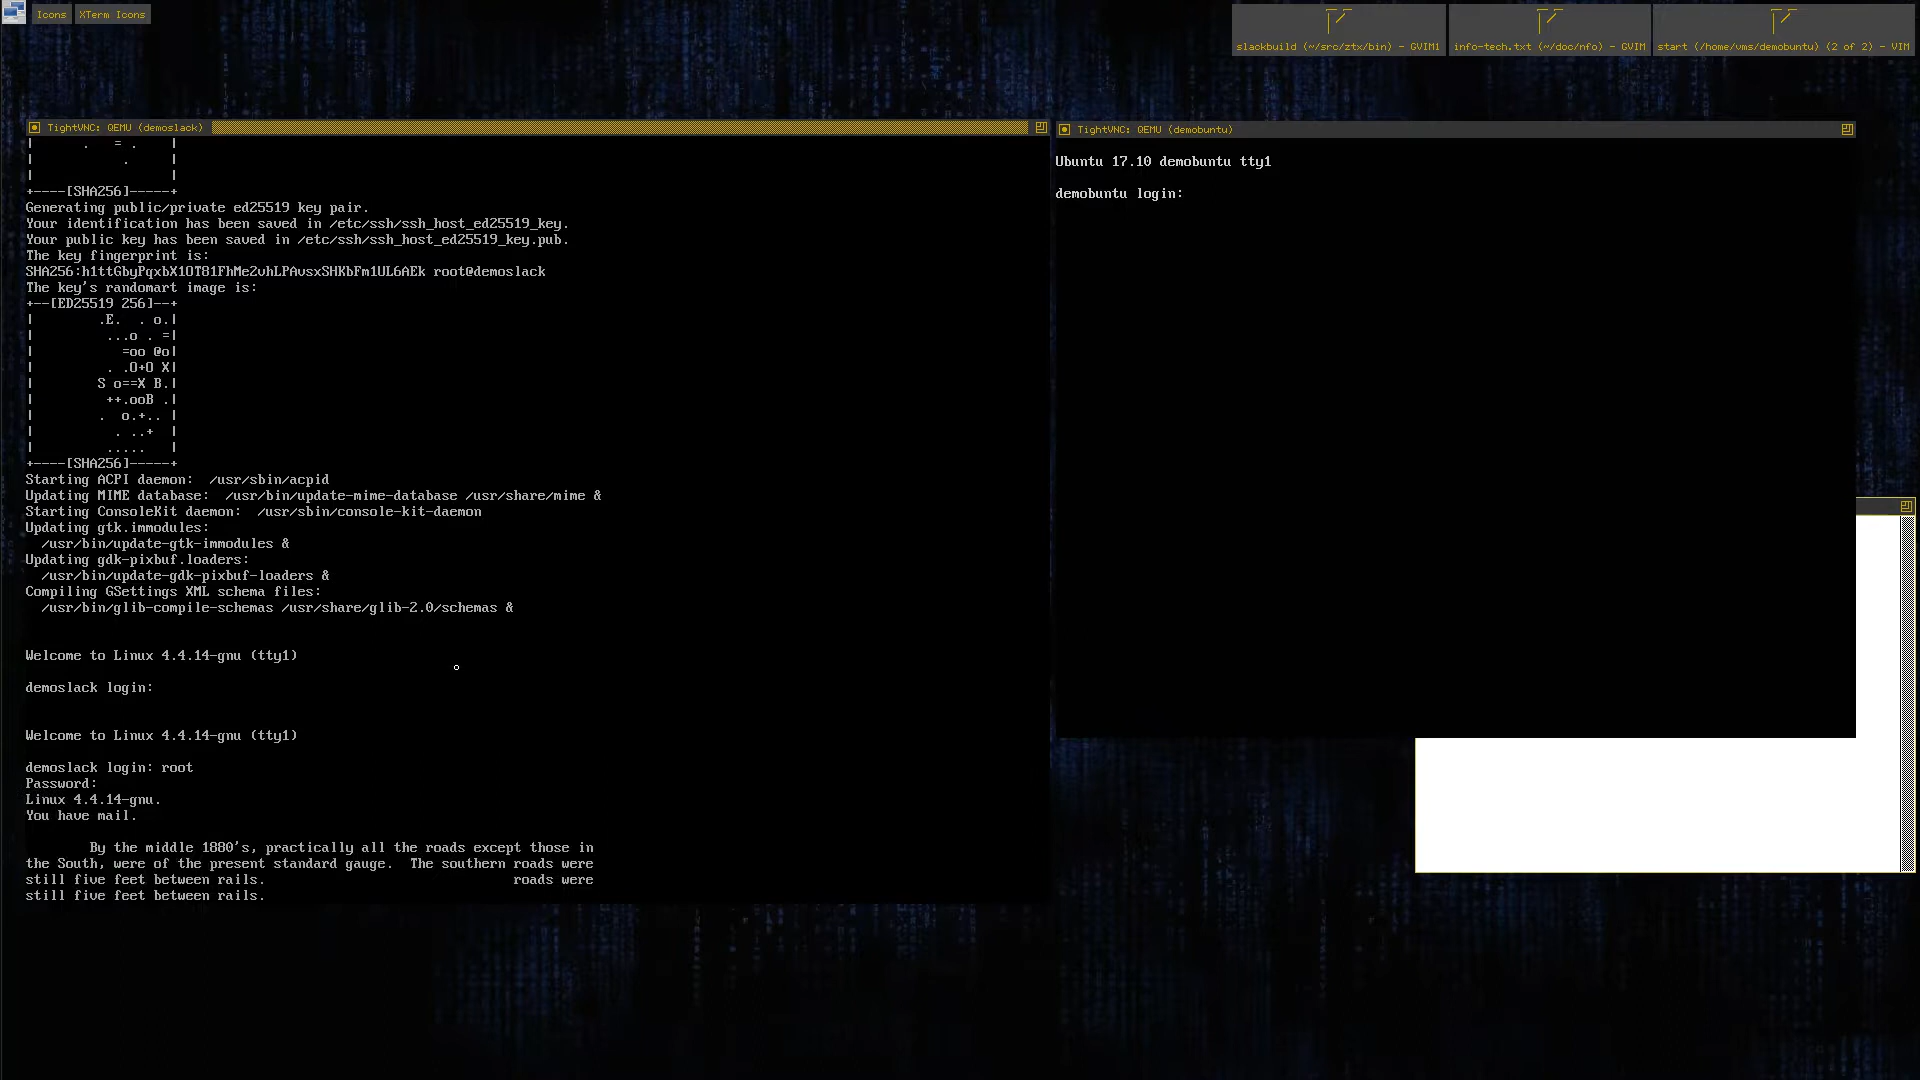 Icons
XTerm Icons
slackbuild (~/src/ztx/bin) - GVIM1
info-tech.txt (~/doc/nfo) - GVIM
start (/home/vms/demobuntu) (2 of 2) - VIM
TightVNC: QEMU (demoslack)
|      .   = .    |
|           .     |
|                 |
+----[SHA256]-----+
Generating public/private ed25519 key pair.
Your identification has been saved in /etc/ssh/ssh_host_ed25519_key.
Your public key has been saved in /etc/ssh/ssh_host_ed25519_key.pub.
The key fingerprint is:
SHA256:h1ttGbyPqxbX1OT81FhMe2vhLPAvsxSHKbFm1UL6AEk root@demoslack
The key's randomart image is:
+--[ED25519 256]--+
|        .E.  . o.|
|         ...o . =|
|           =oo @o|
|         . .O+O X|
|        S o==X B.|
|         ++.ooB .|
|        .  o.+.. |
|          . ..+  |
|         .....   |
+----[SHA256]-----+
Starting ACPI daemon:  /usr/sbin/acpid
Updating MIME database:  /usr/bin/update-mime-database /usr/share/mime &
Starting ConsoleKit daemon:  /usr/sbin/console-kit-daemon
Updating gtk.immodules:
  /usr/bin/update-gtk-immodules &
Updating gdk-pixbuf.loaders:
  /usr/bin/update-gdk-pixbuf-loaders &
Compiling GSettings XML schema files:
  /usr/bin/glib-compile-schemas /usr/share/glib-2.0/schemas &
Welcome to Linux 4.4.14-gnu (tty1)
demoslack login:
Welcome to Linux 4.4.14-gnu (tty1)
demoslack login: root
Password:
Linux 4.4.14-gnu.
You have mail.
        By the middle 1880's, practically all the roads except those in
the South, were of the present standard gauge.  The southern roads were
still five feet between rails.                               roads were
still five feet between rails.
TightVNC: QEMU (demobuntu)
Ubuntu 17.10 demobuntu tty1
demobuntu login: